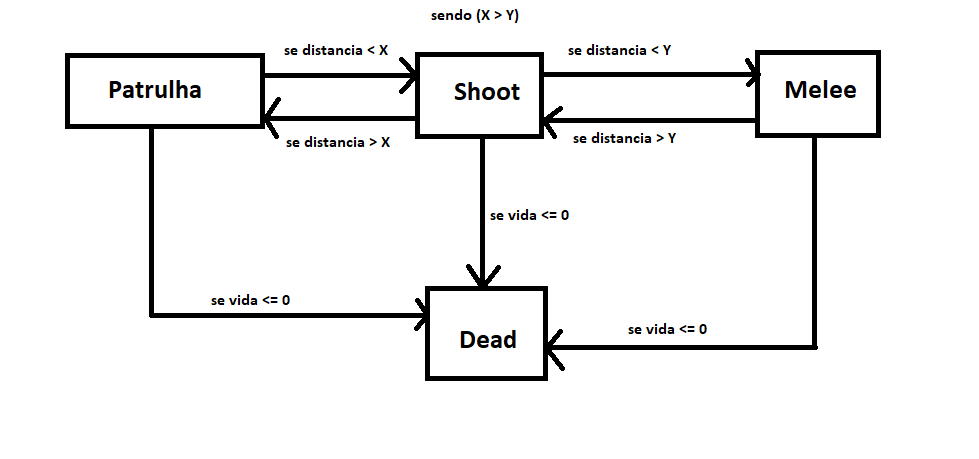 sendo (X > Y)
se distancia < X
se distancia < Y
Patrulha
Shoot
Melee
se distancia > X
se distancia > Y
se vida <= 0
se vida <= 0
se vida <= 0
Dead